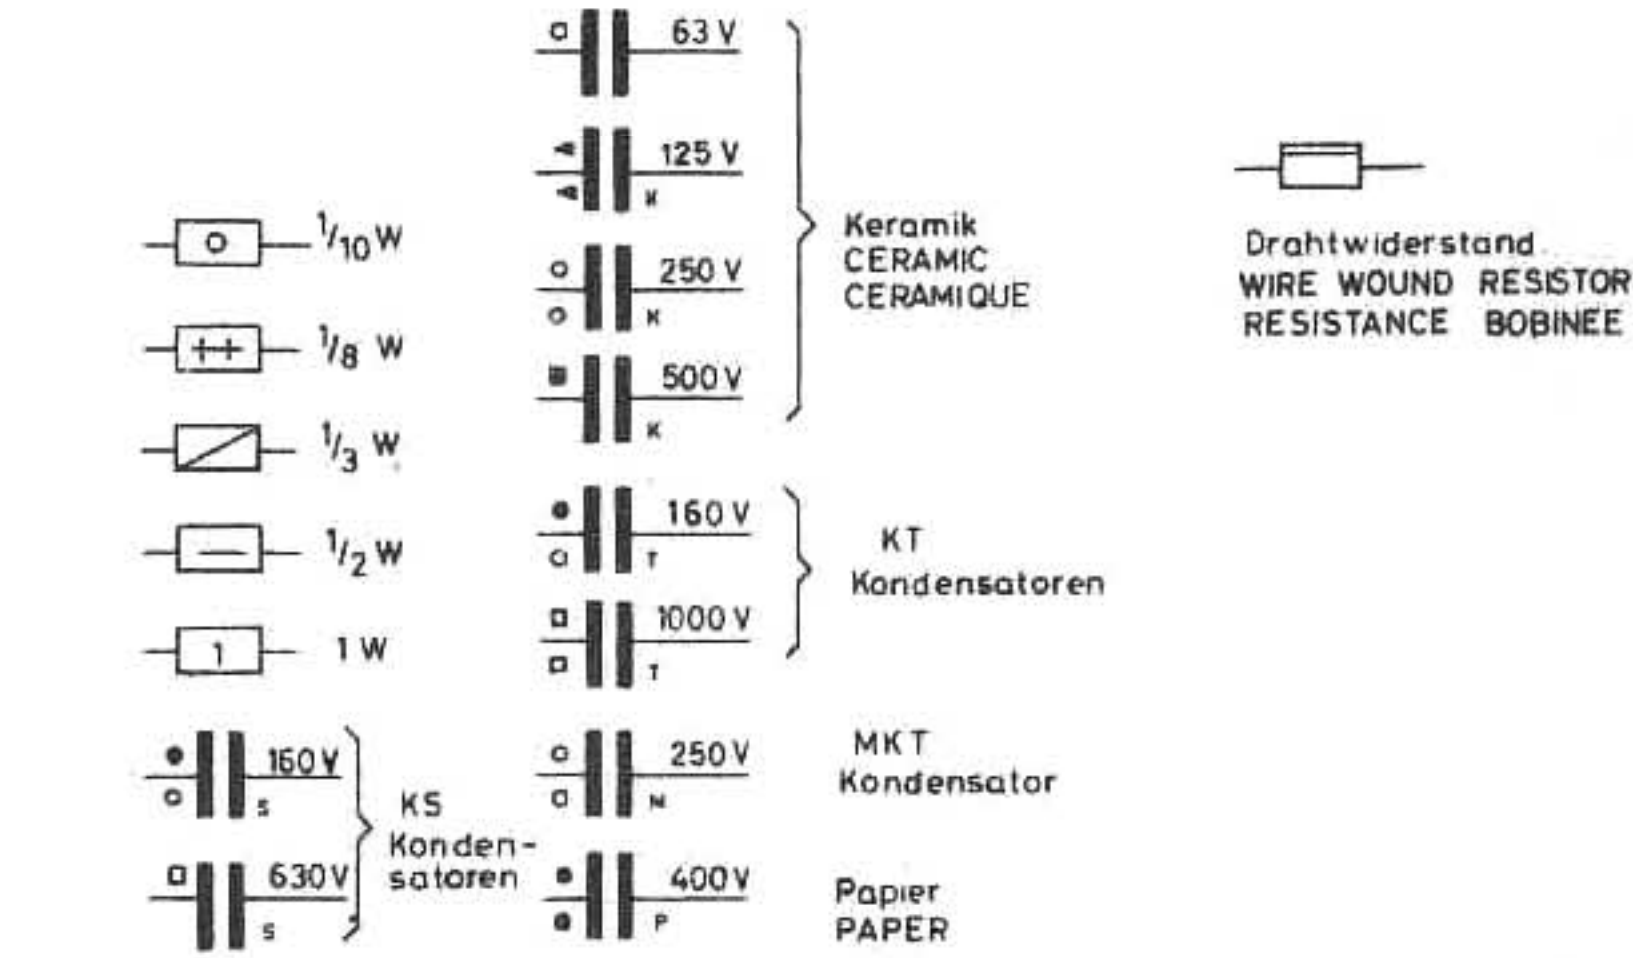 1/10 W
1/8 W
1/3 W
1/2 W
1
1 W
160 V
S
630 V
S
KS
Konden-
satoren
63 V
125 V
K
250 V
K
500 V
K
Keramik
CERAMIC
CERAMIQUE
160 V
T
1000 V
T
KT
Kondensatoren
250 V
M
MKT
Kondensator
400 V
P
Papier
PAPER
Drahtwiderstand
WIRE WOUND RESISTOR
RESISTANCE BOBINEE